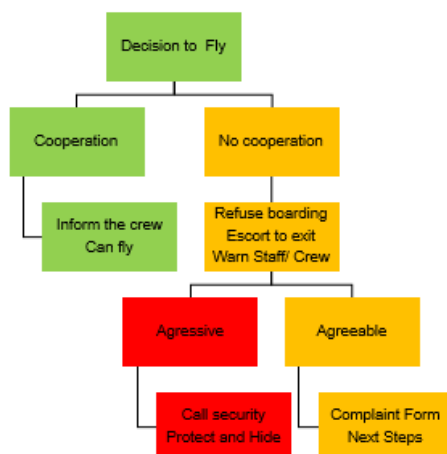 Decision to Fly
Cooperation
No cooperation
Inform the crew
Can fly
Refuse boarding
Escort to exit
Warn Staff/ Crew
Agressive
Agreeable
Call security
Protect and Hide
Complaint Form
Next Steps